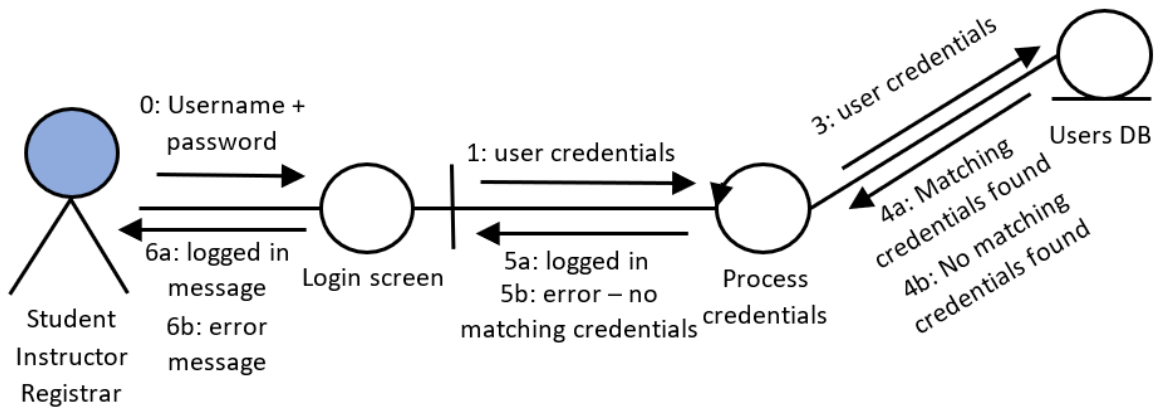 0: Username +
password
6a: logged in
message
6b: error
message
Student
Instructor
Registrar
Login screen
1: user credentials
5a: logged in
5b: error – no
matching credentials
Process
credentials
3: user credentials
4a: Matching
credentials found
4b: No matching
credentials found
Users DB